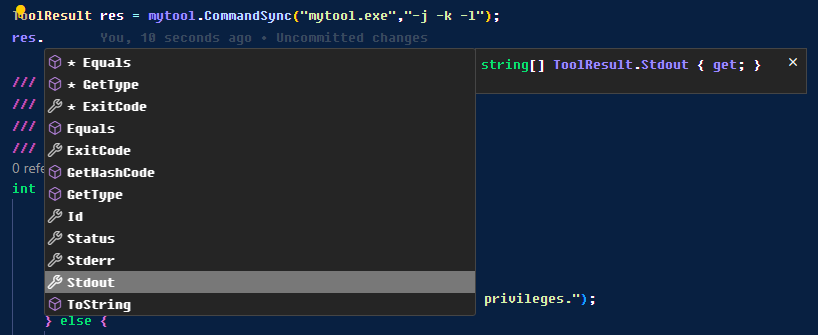 ToolResult res = mytool.CommandSync("mytool.exe","-j -k -l");
res. You, 10 seconds ago • Uncommitted changes
* Equals
string[] ToolResult.Stdout { get; }
* GetType
///
* ExitCode
///
Equals
///
ExitCode
///
GetHashCode
0 refe
GetType
int
Id
Status
Stderr
Stdout
privileges.");
ToString
} else {